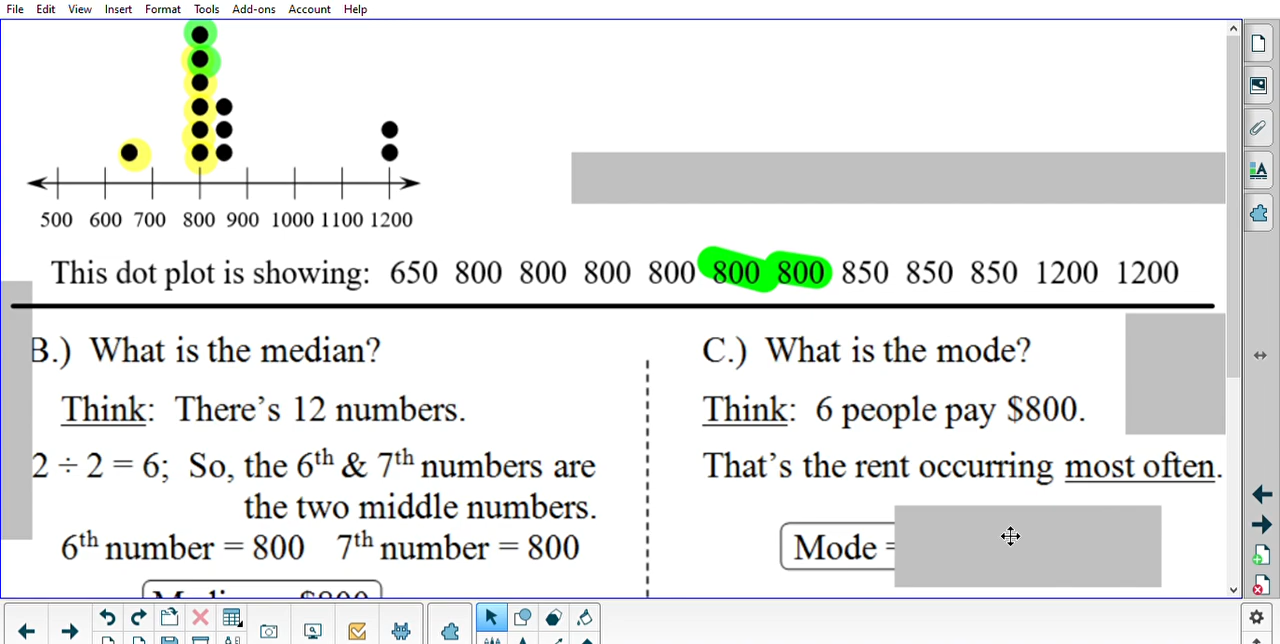 File Edit View Insert Format Tools Add-ons Account Help
500 600 700 800 900 1000 1100 1200
This dot plot is showing: 650 800 800 800 800 800 800 850 850 850 1200 1200
B.) What is the median?
Think: There's 12 numbers.
2 ÷ 2 = 6; So, the 6th & 7th numbers are
the two middle numbers.
6th number = 800 7th number = 800
C.) What is the mode?
Think: 6 people pay $800.
That's the rent occurring most often.
Mode =